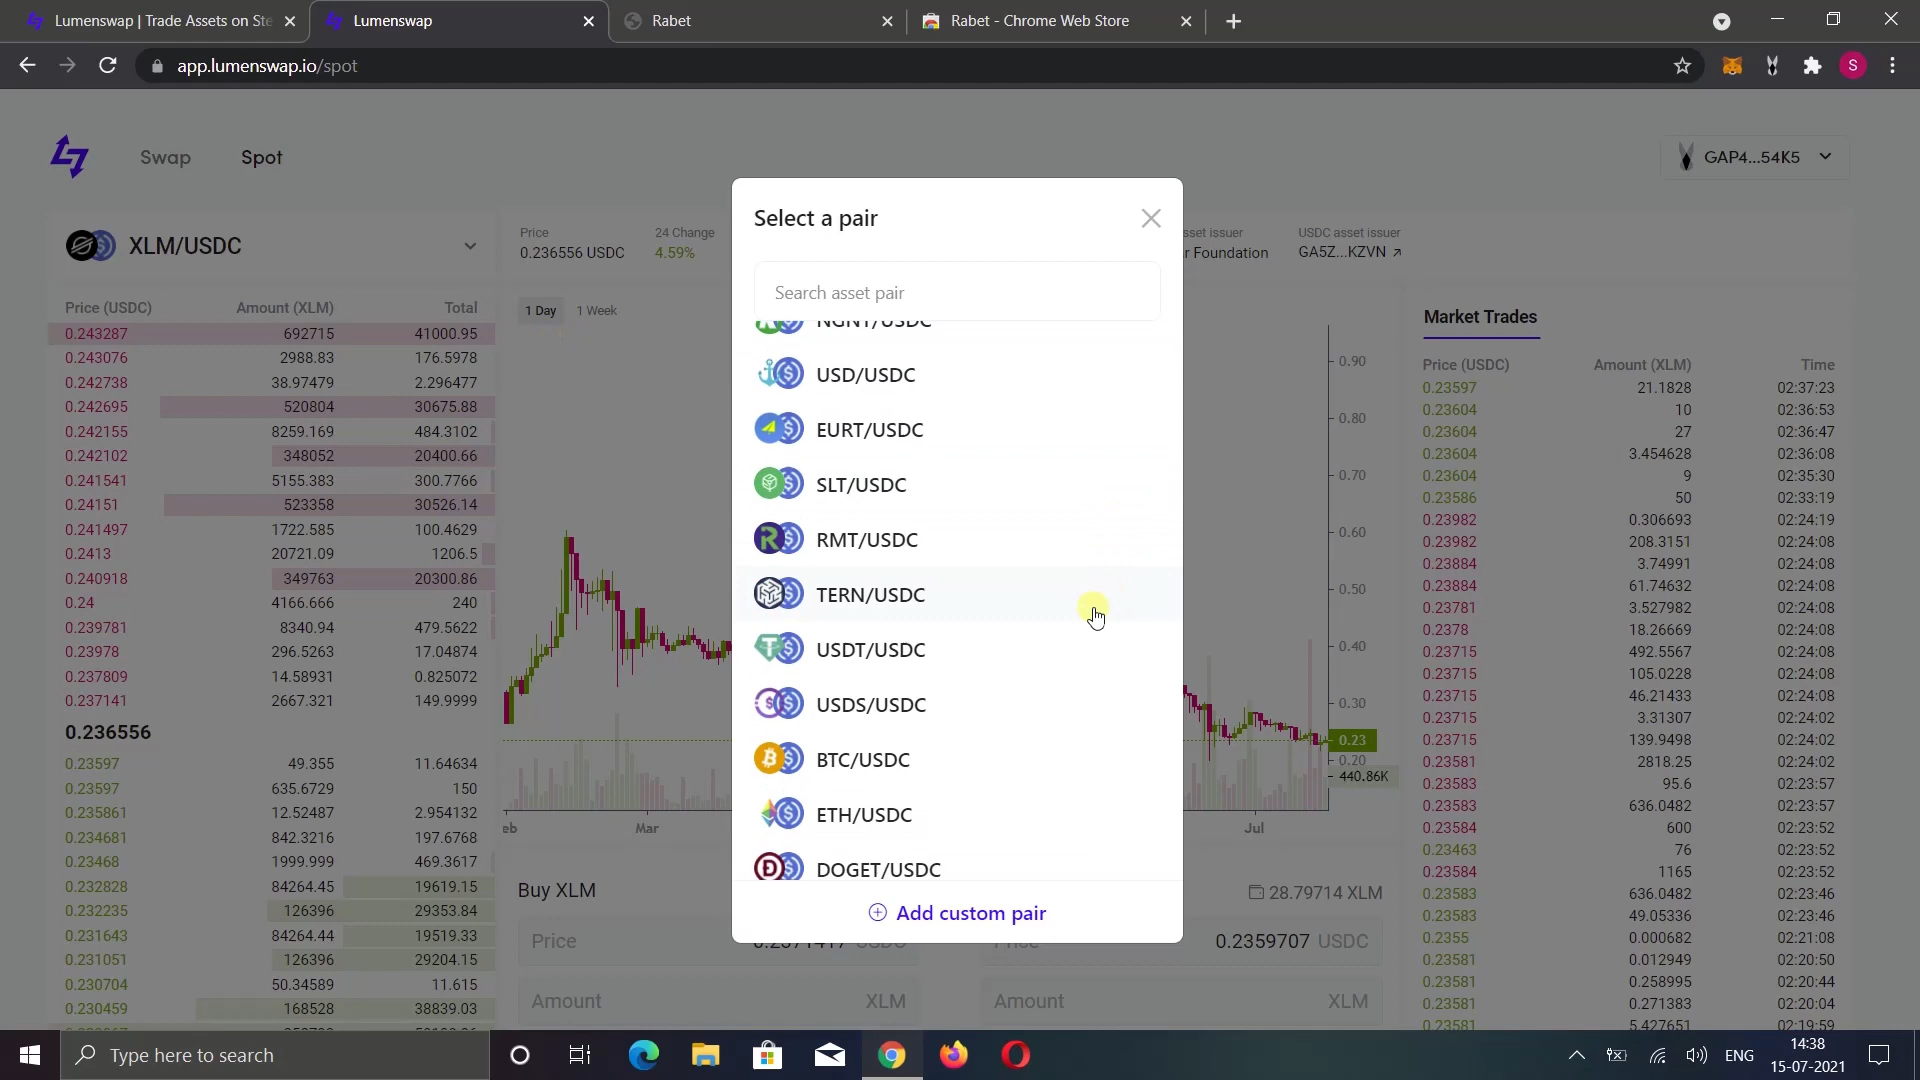 Lumenswap | Trade Assets on Ste
Lumenswap
Rabet
Rabet - Chrome Web Store
app.lumenswap.io/spot
S
Swap
Spot
GAP4...54K5
XLM/USDC
Price
0.236556 USDC
24 Change
4.59%
sset issuer
r Foundation
USDC asset issuer
GA5Z...KZVN
Price (USDC) Amount (XLM) Total
0.243287 692715 41000.95
0.243076 2988.83 176.5978
0.242738 38.97479 2.296477
0.242695 520804 30675.88
0.242155 8259.169 484.3102
0.242102 348052 20400.66
0.241541 5155.383 300.7766
0.24151 523358 30526.14
0.241497 1722.585 100.4629
0.2413 20721.09 1206.5
0.240918 349763 20300.86
0.24 4166.666 240
0.239781 8340.94 479.5622
0.23978 296.5263 17.04874
0.237809 14.58931 0.825072
0.237141 2667.321 149.9999
0.236556
0.23597 49.355 11.64634
0.23597 635.6729 150
0.235861 12.52487 2.954132
0.234681 842.3216 197.6768
0.23468 1999.999 469.3617
0.232828 84264.45 19619.15
0.232235 126396 29353.84
0.231643 84264.44 19519.33
0.231051 126396 29204.15
0.230704 50.34589 11.615
0.230459 168528 38839.03
1 Day
1 Week
0.90
0.80
0.70
0.60
0.50
0.40
0.30
0.23
0.20
440.86K
eb
Mar
Jul
Buy XLM
28.79714 XLM
Price
0.2359707 USDC
Amount XLM
Amount XLM
Select a pair
Search asset pair
NGNT/USDC
USD/USDC
EURT/USDC
SLT/USDC
RMT/USDC
TERN/USDC
USDT/USDC
USDS/USDC
BTC/USDC
ETH/USDC
DOGET/USDC
Add custom pair
Market Trades
Price (USDC) Amount (XLM) Time
0.23597 21.1828 02:37:23
0.23604 10 02:36:53
0.23604 27 02:36:47
0.23604 3.454628 02:36:08
0.23604 9 02:35:30
0.23586 50 02:33:19
0.23982 0.306693 02:24:19
0.23982 208.3151 02:24:08
0.23884 3.74991 02:24:08
0.23884 61.74632 02:24:08
0.23781 3.527982 02:24:08
0.2378 18.26669 02:24:08
0.23715 492.5567 02:24:08
0.23715 105.0228 02:24:08
0.23715 46.21433 02:24:08
0.23715 3.31307 02:24:02
0.23715 139.9498 02:24:02
0.23581 2818.25 02:24:02
0.23583 95.6 02:23:57
0.23583 636.0482 02:23:57
0.23584 600 02:23:52
0.23463 76 02:23:52
0.23584 1165 02:23:52
0.23583 636.0482 02:23:46
0.23583 49.05336 02:23:46
0.2355 0.000682 02:21:08
0.23581 0.012949 02:20:50
0.23581 0.258995 02:20:44
0.23581 0.271383 02:20:04
0.23581 5.427651 02:19:59
Type here to search
ENG
14:38
15-07-2021